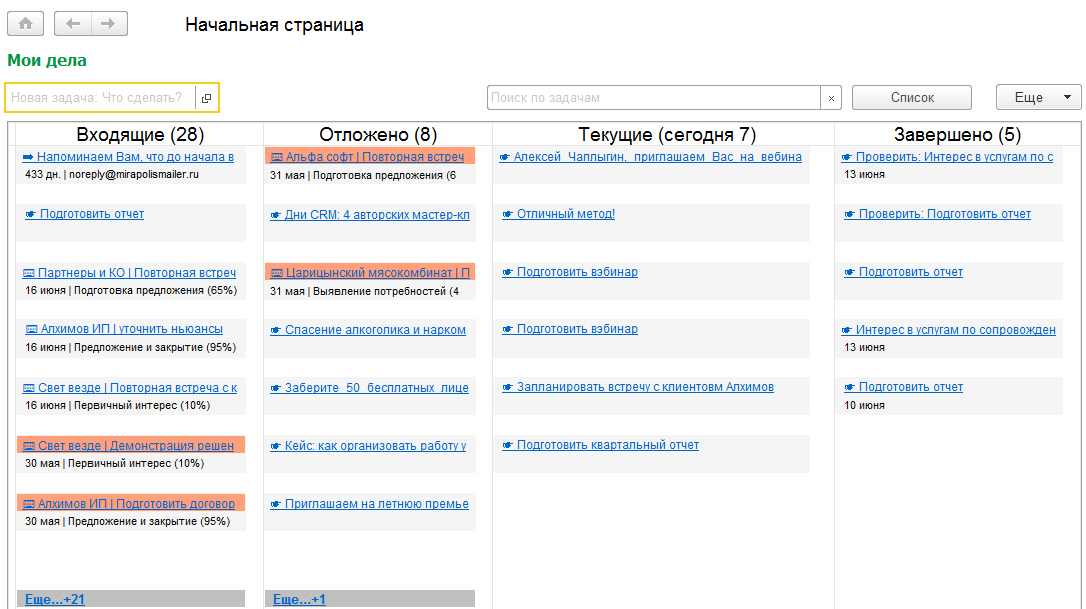 Начальная страница
Мои дела
Новая задача: Что сделать?
Поиск по задачам
×
Список
Еще
Входящие (28)
Напоминаем Вам, что до начала в
433 дн. | noreply@mirapolismailer.ru
Подготовить отчет
Партнеры и КО | Повторная встреч
16 июня | Подготовка предложения (65%)
Алхимов ИП | уточнить ньюансы
16 июня | Предложение и закрытие (95%)
Свет везде | Повторная встреча с к
16 июня | Первичный интерес (10%)
Свет везде | Демонстрация решен
30 мая | Первичный интерес (10%)
Алхимов ИП | Подготовить договор
30 мая | Предложение и закрытие (95%)
Еще...+21
Отложено (8)
Альфа софт | Повторная встреч
31 мая | Подготовка предложения (6
Дни CRM: 4 авторских мастер-кл
Царицынский мясокомбинат | П
31 мая | Выявление потребностей (4
Спасение алкоголика и нарком
Заберите 50 бесплатных лице
Кейс: как организовать работу у
Приглашаем на летнюю премье
Еще...+1
Текущие (сегодня 7)
Алексей Чаплыгин, приглашаем Вас на вебина
Отличный метод!
Подготовить вэбинар
Подготовить вэбинар
Запланировать встречу с клиентовм Алхимов
Подготовить квартальный отчет
Завершено (5)
Проверить: Интерес в услугам по с
13 июня
Проверить: Подготовить отчет
Подготовить отчет
Интерес в услугам по сопровожден
13 июня
Подготовить отчет
10 июня